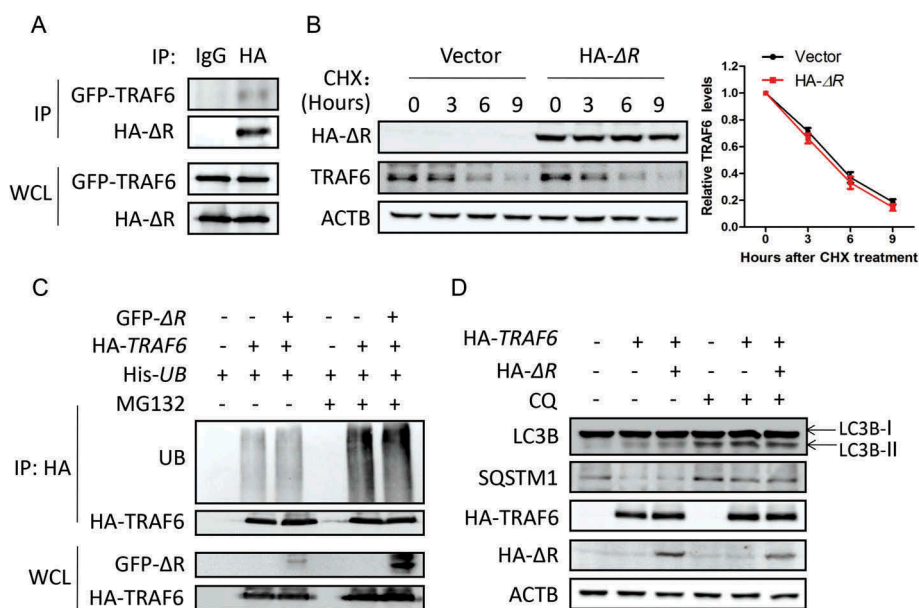 A
IP: IgG HA
IP
GFP-TRAF6
HA-ΔR
WCL
GFP-TRAF6
HA-ΔR
B
Vector HA-ΔR
CHX:
(Hours) 0 3 6 9 0 3 6 9
HA-ΔR
TRAF6
ACTB
Vector
HA-ΔR
Relative TRAF6 levels
1.2
1.0
0.8
0.6
0.4
0.2
0.0
0 3 6 9
Hours after CHX treatment
C
GFP-ΔR - - + - - +
HA-TRAF6 - + + - + +
His-UB + + + + + +
MG132 - - - + + +
IP: HA
UB
HA-TRAF6
WCL
GFP-ΔR
HA-TRAF6
D
HA-TRAF6 - + + - + +
HA-ΔR - - + - - +
CQ - - - + + +
LC3B
LC3B-I
LC3B-II
SQSTM1
HA-TRAF6
HA-ΔR
ACTB